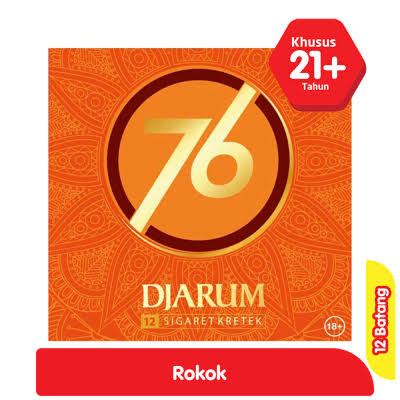 Khusus
21+
Tahun
76
DJARUM
12 SIGARET KRETEK
18+
12 Batang
Rokok